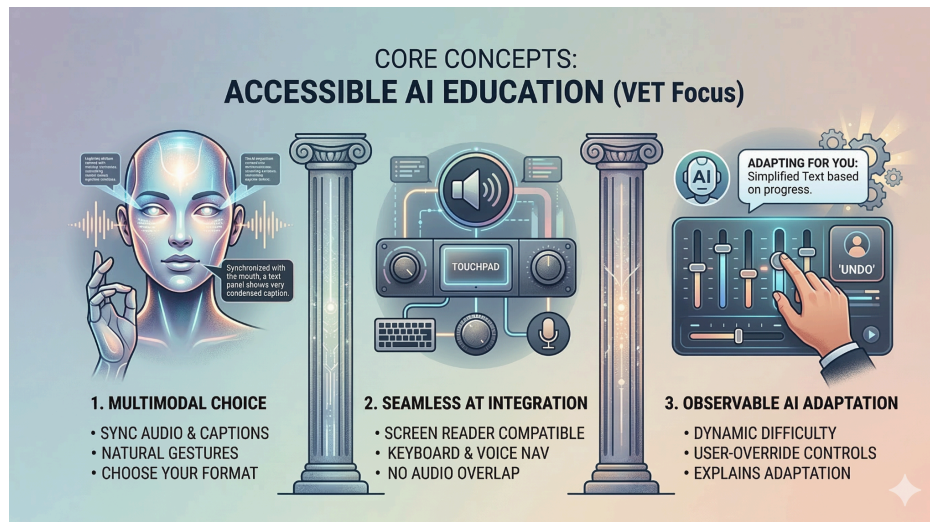 CORE CONCEPTS:
ACCESSIBLE AI EDUCATION (VET Focus)
Synchronized with
the mouth, a text
panel shows very
condensed caption.
TOUCHPAD
AI
ADAPTING FOR YOU:
Simplified Text based
on progress.
'UNDO'
1. MULTIMODAL CHOICE
• SYNC AUDIO & CAPTIONS
• NATURAL GESTURES
• CHOOSE YOUR FORMAT
2. SEAMLESS AT INTEGRATION
• SCREEN READER COMPATIBLE
• KEYBOARD & VOICE NAV
• NO AUDIO OVERLAP
3. OBSERVABLE AI ADAPTATION
• DYNAMIC DIFFICULTY
• USER-OVERRIDE CONTROLS
• EXPLAINS ADAPTATION